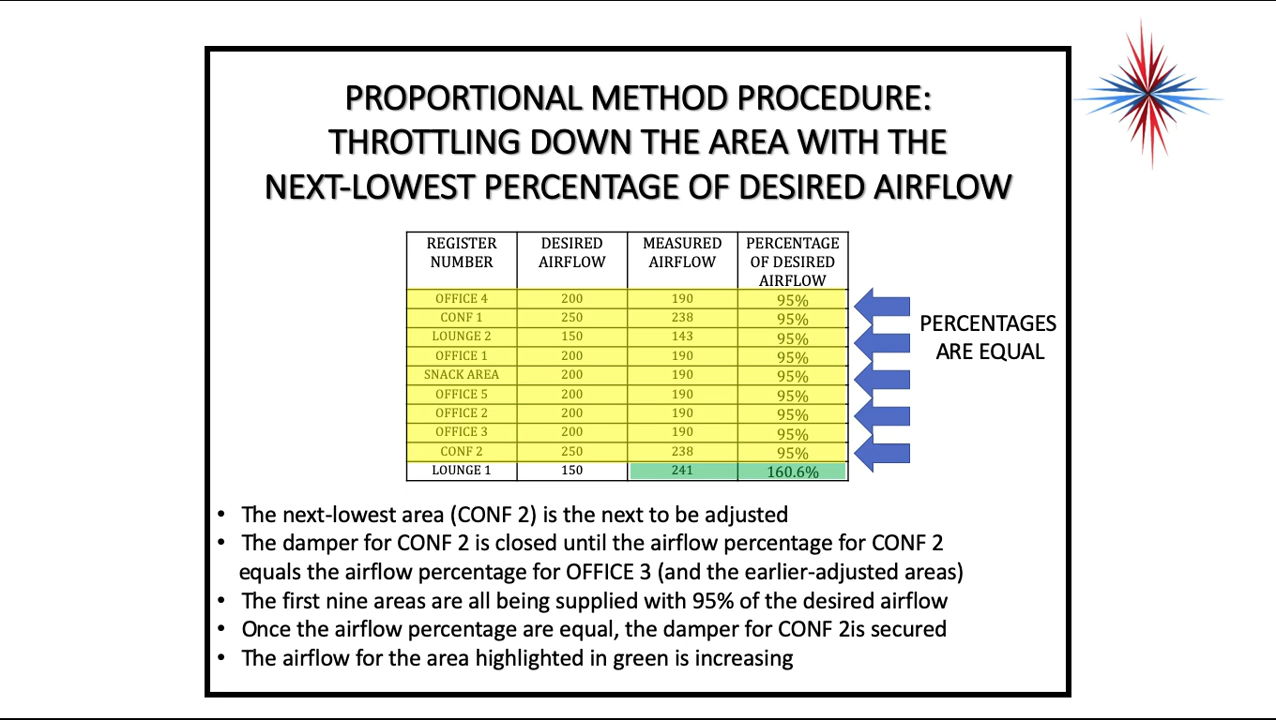 PROPORTIONAL METHOD PROCEDURE:
THROTTLING DOWN THE AREA WITH THE
NEXT-LOWEST PERCENTAGE OF DESIRED AIRFLOW
REGISTER NUMBER DESIRED AIRFLOW MEASURED AIRFLOW PERCENTAGE OF DESIRED AIRFLOW
OFFICE 4 200 190 95%
CONF 1 250 238 95%
LOUNGE 2 150 143 95%
OFFICE 1 200 190 95%
SNACK AREA 200 190 95%
OFFICE 5 200 190 95%
OFFICE 2 200 190 95%
OFFICE 3 200 190 95%
CONF 2 250 238 95%
LOUNGE 1 150 241 160.6%
PERCENTAGES
ARE EQUAL
• The next-lowest area (CONF 2) is the next to be adjusted
• The damper for CONF 2 is closed until the airflow percentage for CONF 2
equals the airflow percentage for OFFICE 3 (and the earlier-adjusted areas)
• The first nine areas are all being supplied with 95% of the desired airflow
• Once the airflow percentage are equal, the damper for CONF 2is secured
• The airflow for the area highlighted in green is increasing